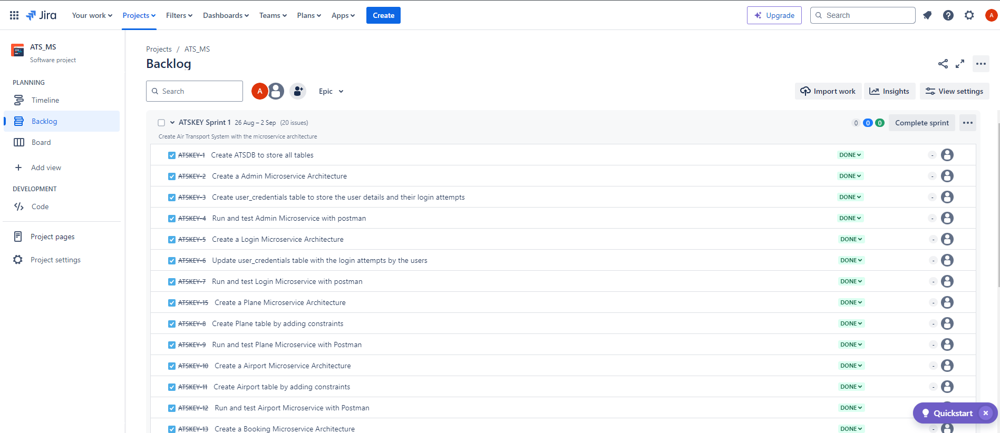 Jira Your work Projects Filters Dashboards Teams Plans Apps Create Upgrade Search A
ATS_MS
Software project
PLANNING
Timeline
Backlog
Board
Add view
DEVELOPMENT
Code
Project pages
Project settings
Projects / ATS_MS
Backlog
Search A Epic Import work Insights View settings
ATSKEY Sprint 1 26 Aug – 2 Sep (20 issues) 0 0 0 Complete sprint
Create Air Transport System with the microservice architecture
ATSKEY-1 Create ATSDB to store all tables DONE -
ATSKEY-2 Create a Admin Microservice Architecture DONE -
ATSKEY-3 Create user_credentials table to store the user details and their login attempts DONE -
ATSKEY-4 Run and test Admin Microservice with postman DONE -
ATSKEY-5 Create a Login Microservice Architecture DONE -
ATSKEY-6 Update user_credentials table with the login attempts by the users DONE -
ATSKEY-7 Run and test Login Microservice with postman DONE -
ATSKEY-15 Create a Plane Microservice Architecture DONE -
ATSKEY-8 Create Plane table by adding constraints DONE -
ATSKEY-9 Run and test Plane Microservice with Postman DONE -
ATSKEY-10 Create a Airport Microservice Architecture DONE -
ATSKEY-11 Create Airport table by adding constraints DONE -
ATSKEY-12 Run and test Airport Microservice with Postman DONE
Quickstart
ATSKEY-13 Create a Booking Microservice Architecture DONE -